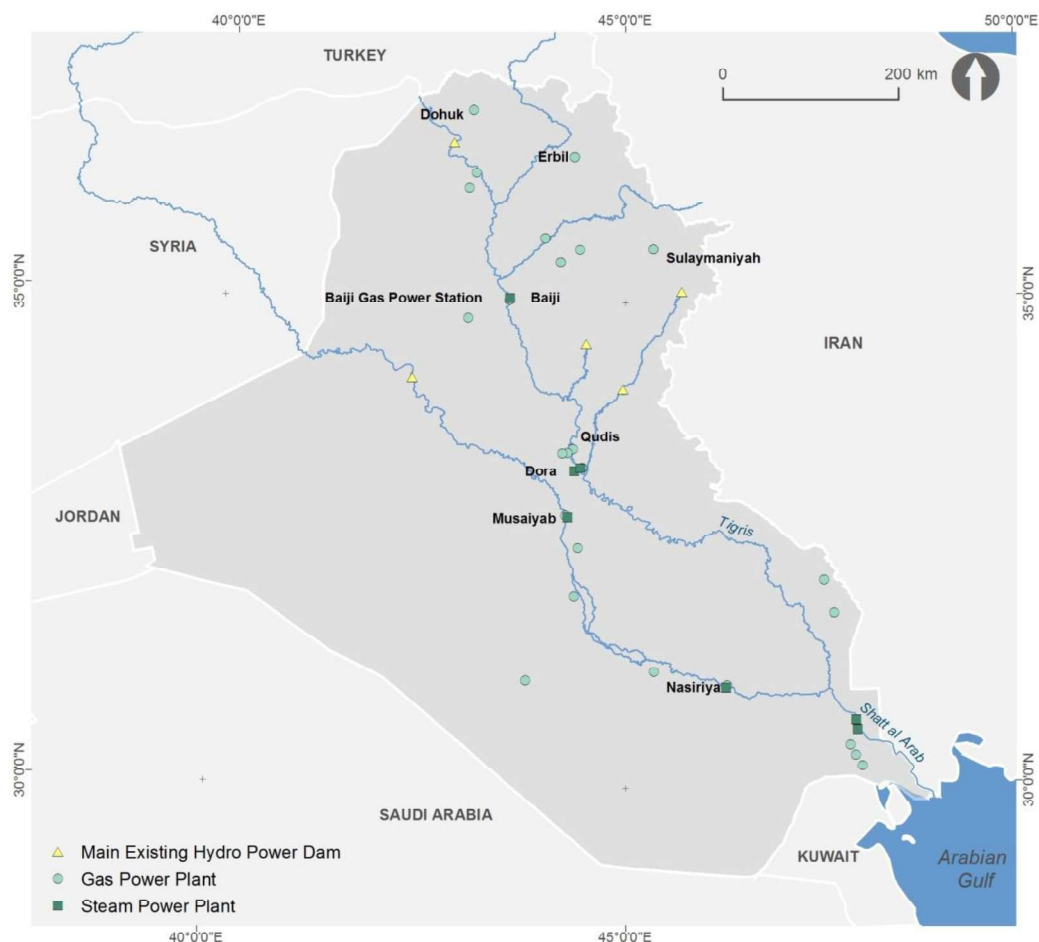 40°0'0"E
45°0'0"E
50°0'0"E
TURKEY
0
200 km
Dohuk
Erbil
SYRIA
Sulaymaniyah
35°0'0"N
35°0'0"N
Baiji Gas Power Station
Baiji
IRAN
Qudis
Dora
JORDAN
Musaiyab
Tigris
Nasiriya
Shatt al Arab
30°0'0"N
30°0'0"N
SAUDI ARABIA
KUWAIT
Arabian
Gulf
Main Existing Hydro Power Dam
Gas Power Plant
Steam Power Plant
40°0'0"E
45°0'0"E